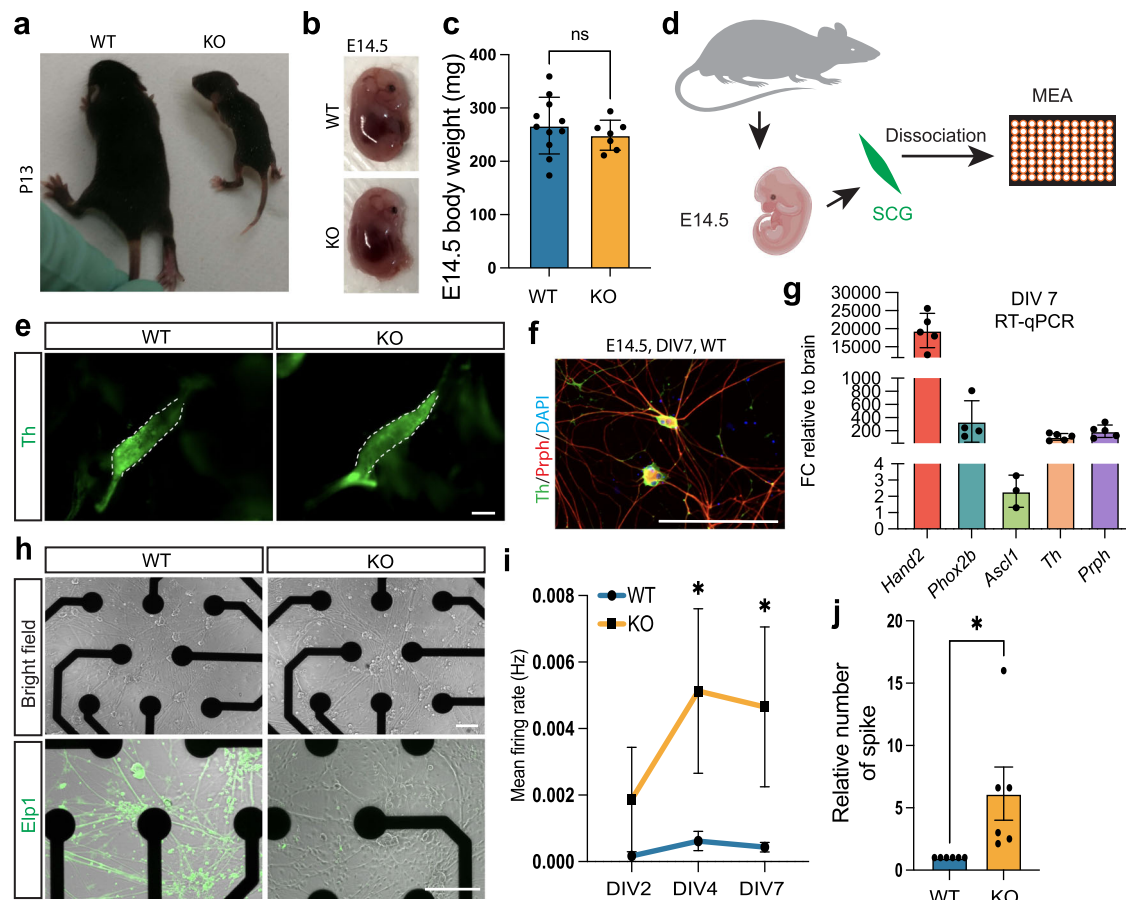 a
WT
KO
P13
b
E14.5
WT
KO
c
ns
E14.5 body weight (mg)
400
300
200
100
0
WT
KO
d
E14.5
SCG
Dissociation
MEA
e
WT
KO
Th
f
E14.5, DIV7, WT
Th/Prph/DAPI
g
DIV 7
RT-qPCR
FC relative to brain
30000
25000
20000
15000
1000
800
600
400
200
4
3
2
1
0
Hand2
Phox2b
Ascl1
Th
Prph
h
WT
KO
Bright field
Elp1
i
WT
KO
* *
Mean firing rate (Hz)
0.008
0.006
0.004
0.002
0.000
DIV2
DIV4
DIV7
j
*
Relative number
of spike
20
15
10
5
0
WT
KO